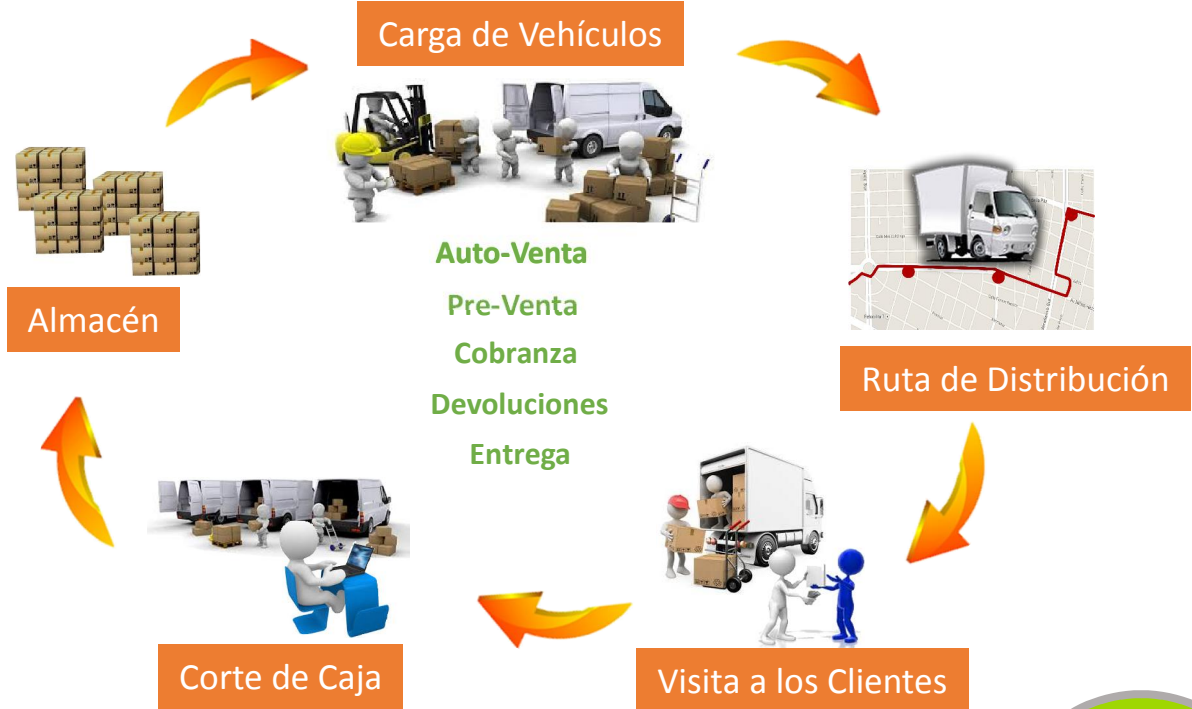 Carga de Vehículos
Auto-Venta
Pre-Venta
Cobranza
Devoluciones
Entrega
Almacén
Ruta de Distribución
Corte de Caja
Visita a los Clientes